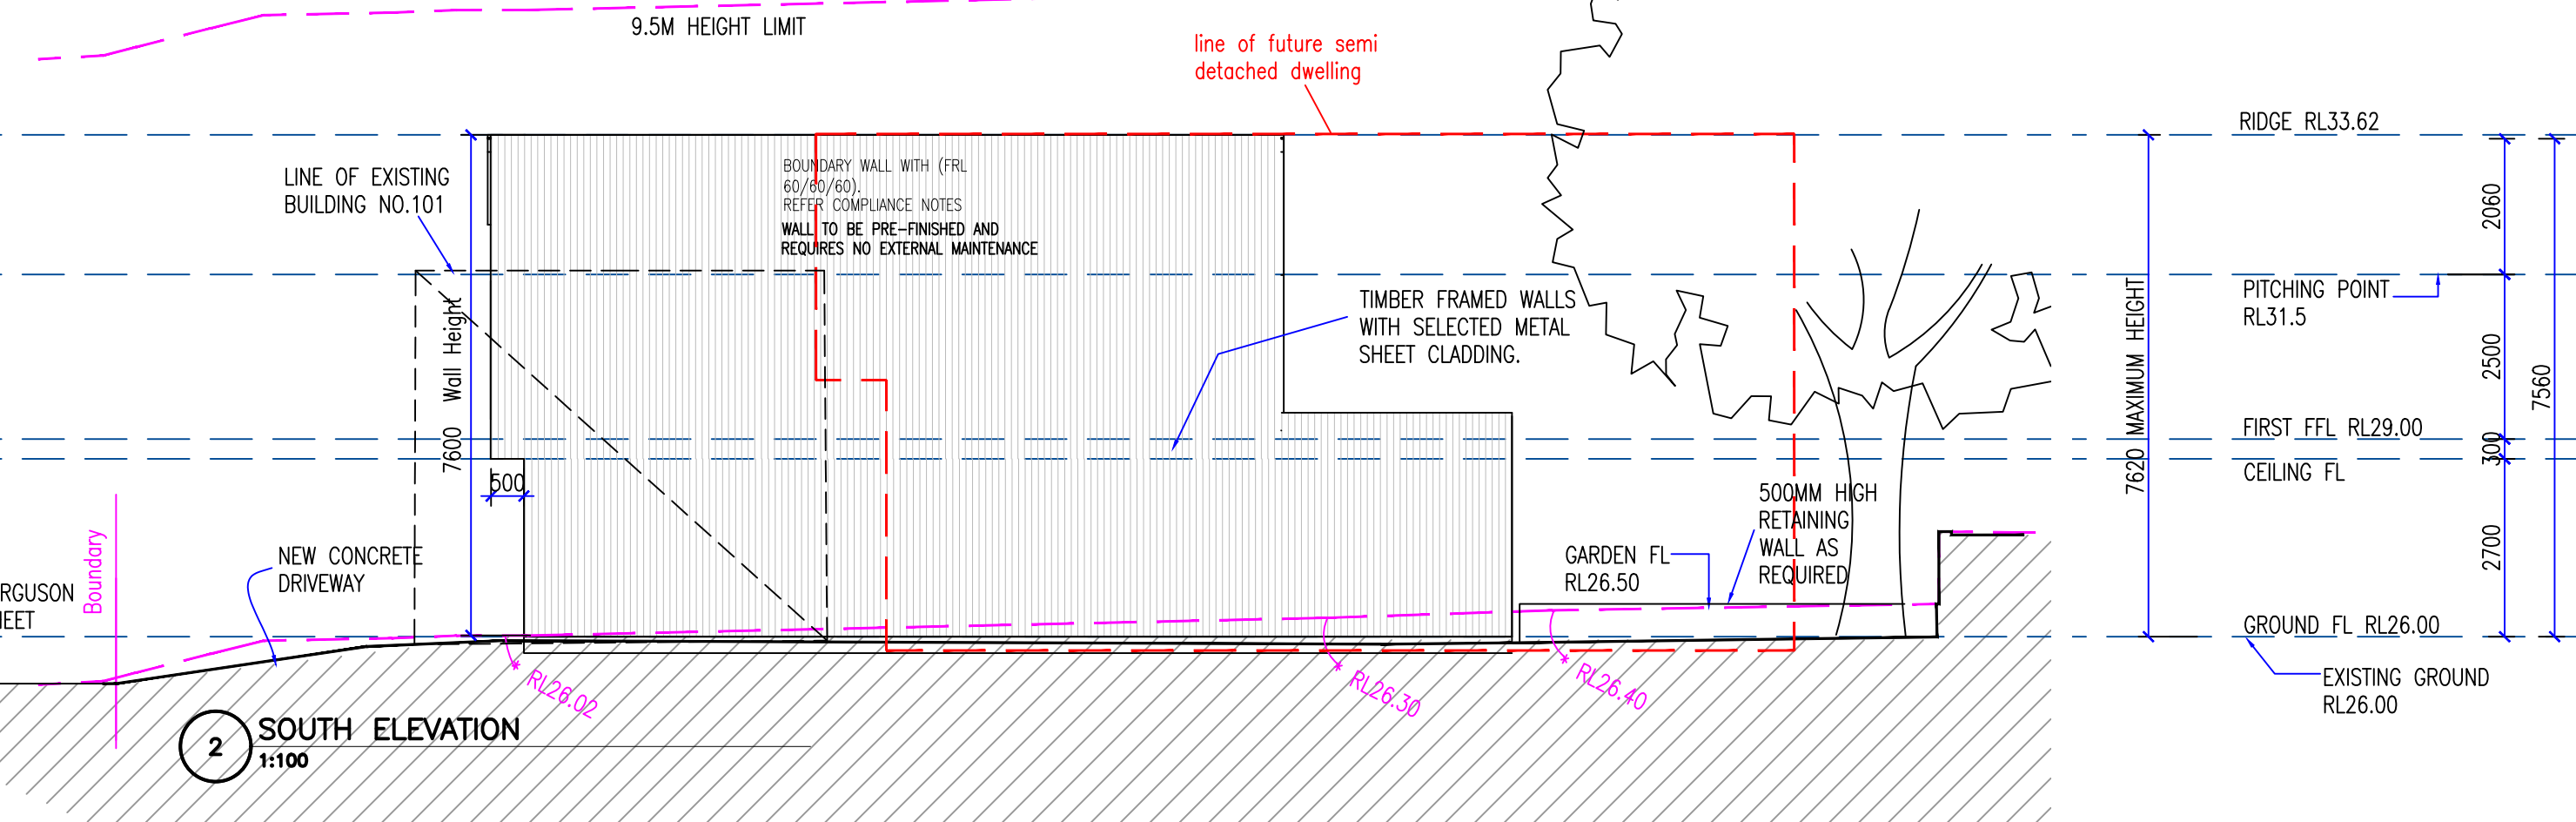 9.5M HEIGHT LIMIT
line of future semi
detached dwelling
RIDGE RL33.62
LINE OF EXISTING
BUILDING NO.101
BOUNDARY WALL WITH (FRL
60/60/60).
REFER COMPLIANCE NOTES
WALL TO BE PRE-FINISHED AND
REQUIRES NO EXTERNAL MAINTENANCE
7600 Wall Height
TIMBER FRAMED WALLS
WITH SELECTED METAL
SHEET CLADDING.
7620 MAXIMUM HEIGHT
PITCHING POINT
RL31.5
2060
2500
300
2700
7560
FIRST FFL RL29.00
CEILING FL
500
500MM HIGH
RETAINING
WALL AS
REQUIRED
GARDEN FL
RL26.50
Boundary
NEW CONCRETE
DRIVEWAY
RGUSON
EET
GROUND FL RL26.00
EXISTING GROUND
RL26.00
* RL26.02
* RL26.30
* RL26.40
2 SOUTH ELEVATION
1:100